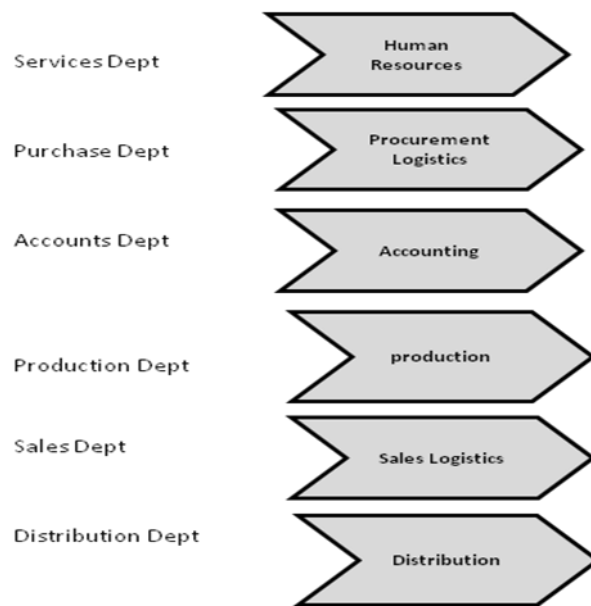 Services Dept
Human
Resources
Purchase Dept
Procurement
Logistics
Accounts Dept
Accounting
Production Dept
production
Sales Dept
Sales Logistics
Distribution Dept
Distribution